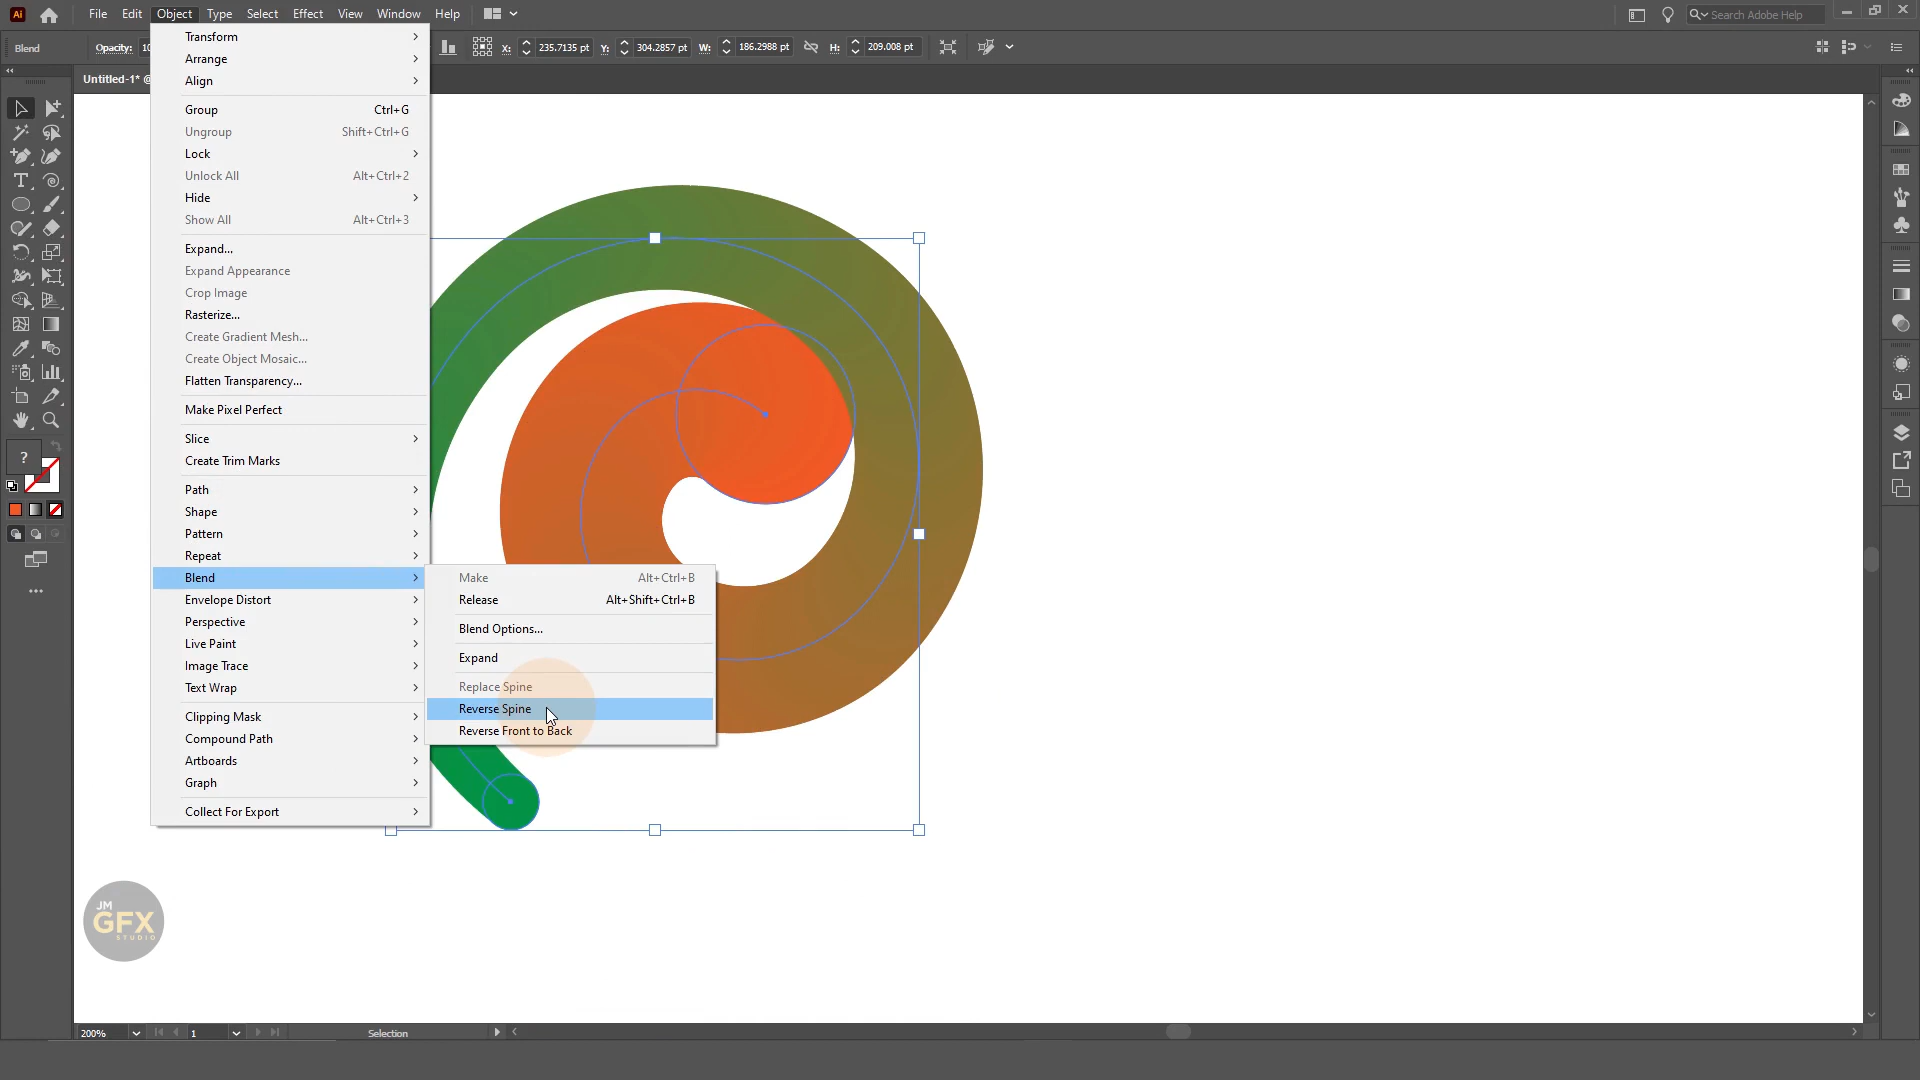 Ai File Edit Object Type Select Effect View Window Help Search Adobe Help
Blend Opacity: 10 X: 235.7135 pt Y: 304.2857 pt W: 186.2988 pt H: 209.008 pt
Untitled-1* @
Transform
Arrange
Align
Group Ctrl+G
Ungroup Shift+Ctrl+G
Lock
Unlock All Alt+Ctrl+2
Hide
Show All Alt+Ctrl+3
Expand...
Expand Appearance
Crop Image
Rasterize...
Create Gradient Mesh...
Create Object Mosaic...
Flatten Transparency...
Make Pixel Perfect
Slice
Create Trim Marks
Path
Shape
Pattern
Repeat
Blend
Envelope Distort
Perspective
Live Paint
Image Trace
Text Wrap
Clipping Mask
Compound Path
Artboards
Graph
Collect For Export
Make Alt+Ctrl+B
Release Alt+Shift+Ctrl+B
Blend Options...
Expand
Replace Spine
Reverse Spine
Reverse Front to Back
?
JM
GFX
STUDIO
200% 1 Selection